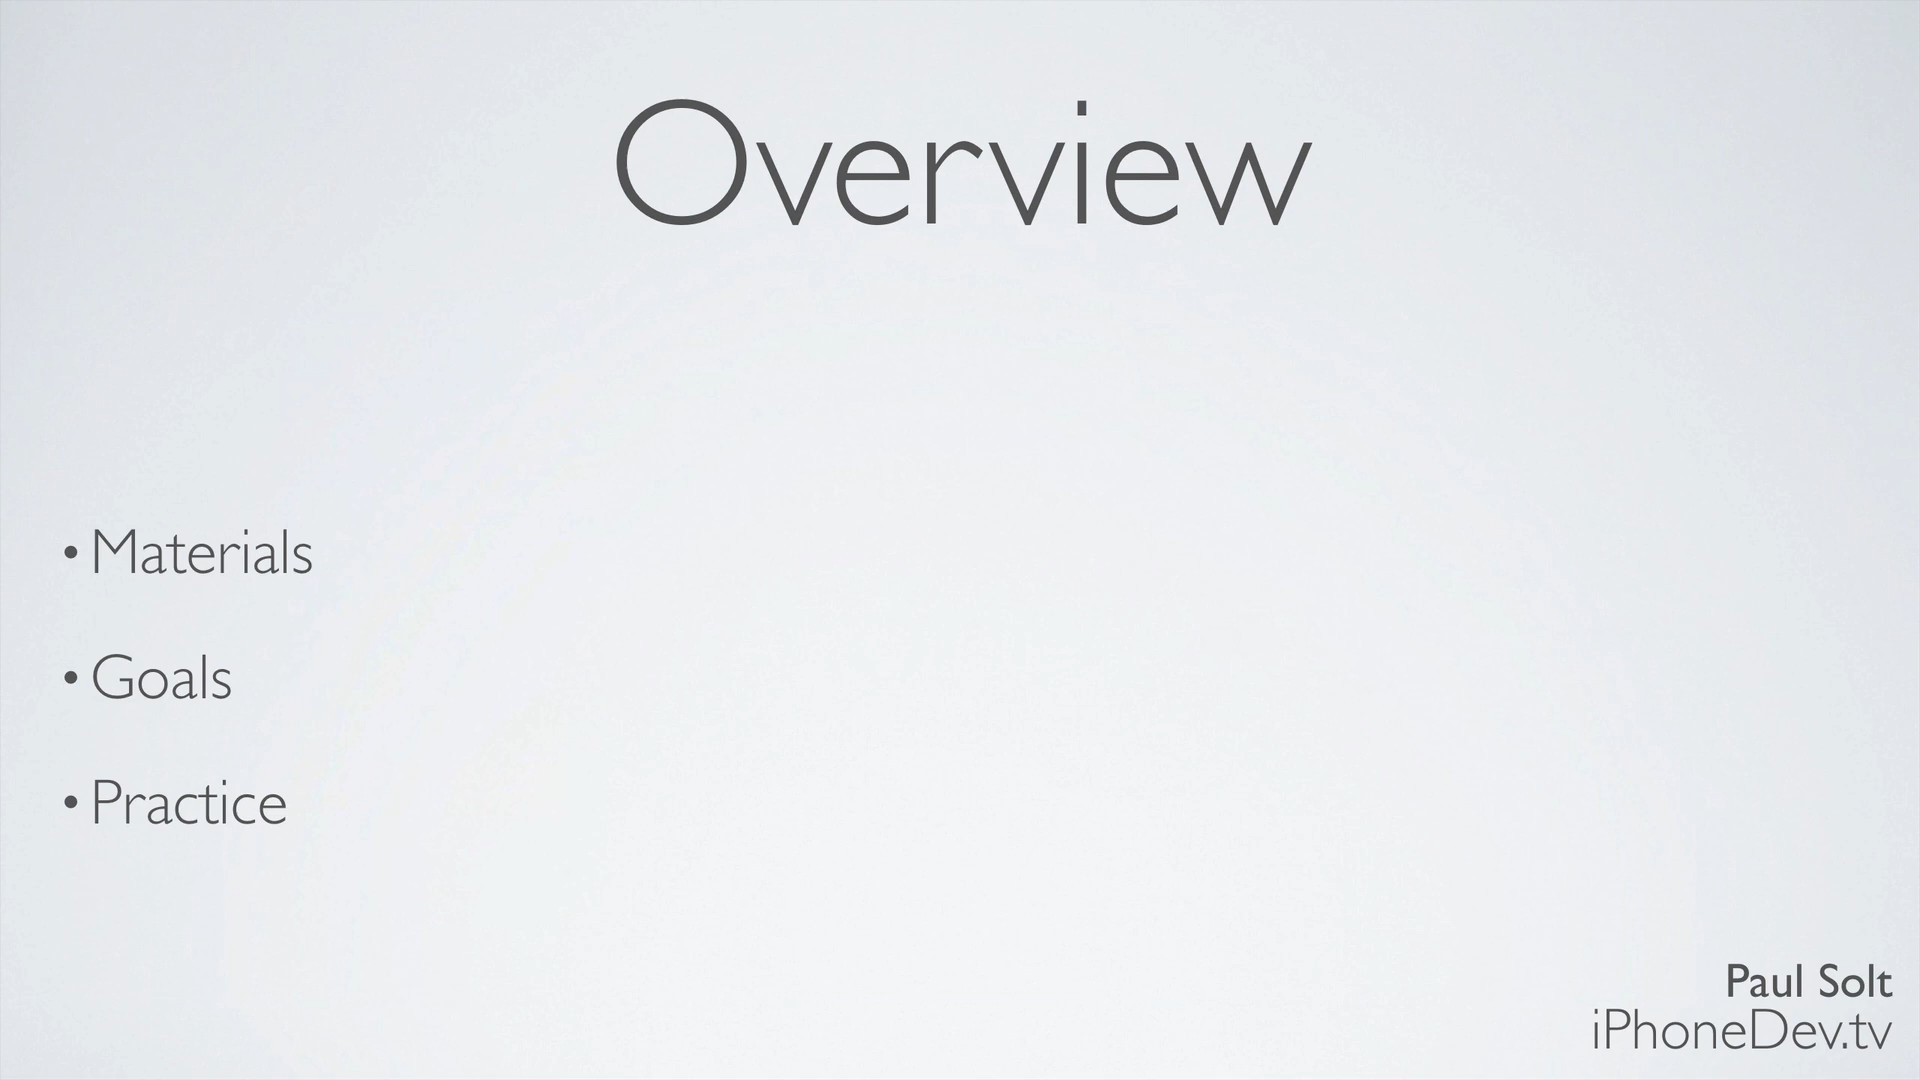 Overview
• Materials
• Goals
• Practice
Paul Solt
iPhoneDev.tv